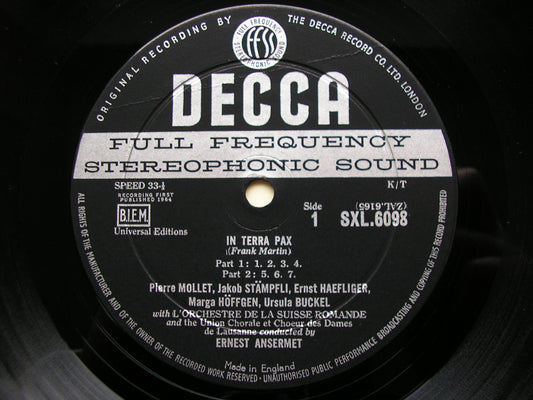 ORIGINAL RECORDING BY THE DECCA RECORD CO. LTD. LONDON
FULL FREQUENCY
ffss
STEREOPHONIC SOUND
DECCA
FULL FREQUENCY
STEREOPHONIC SOUND
SPEED 33⅓
K/T
RECORDING FIRST
PUBLISHED 1964
B.I.E.M.
Universal Editions
Side
1
(ZAL.6165)
SXL.6098
IN TERRA PAX
(Frank Martin)
Part 1: 1. 2. 3. 4.
Part 2: 5. 6. 7.
Pierre MOLLET, Jakob STÄMPFLI, Ernst HAEFLIGER,
Marga HÖFFGEN, Ursula BUCKEL
with L'ORCHESTRE DE LA SUISSE ROMANDE
and the Union Chorale et Choeur des Dames
de Lausanne conducted by
ERNEST ANSERMET
Made in England
ALL RIGHTS OF THE MANUFACTURER AND OF THE OWNER OF THE RECORDED WORK RESERVED · UNAUTHORISED PUBLIC PERFORMANCE BROADCASTING AND COPYING OF THIS RECORD PROHIBITED